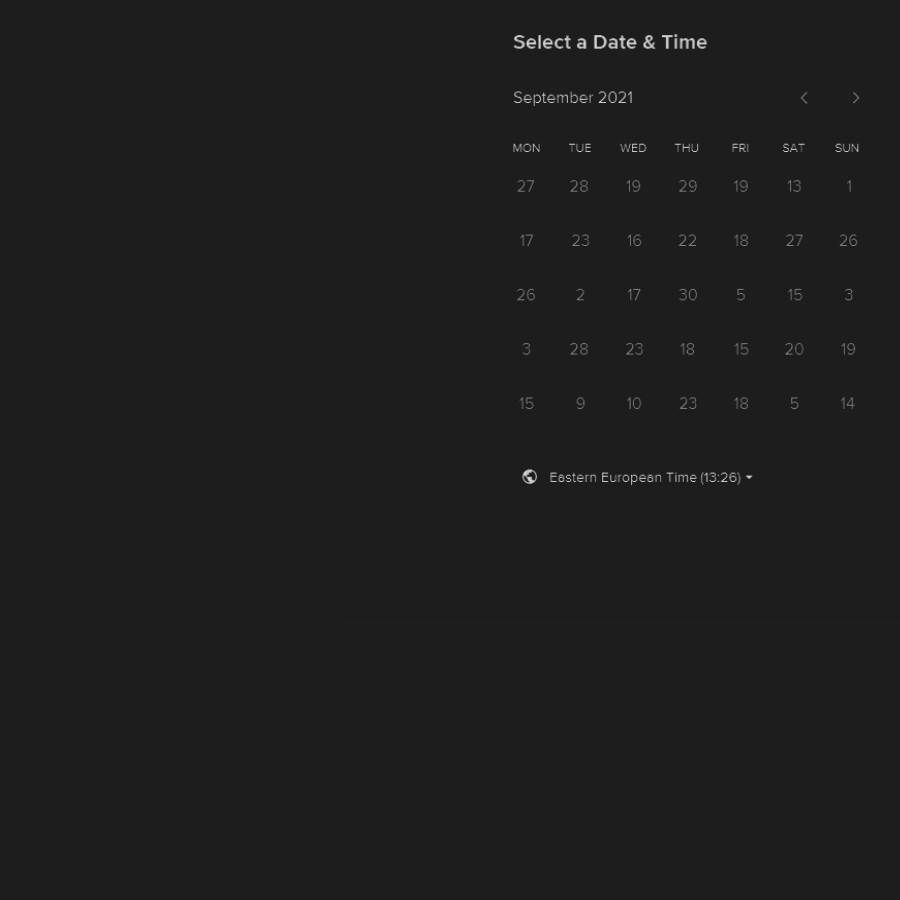 Select a Date & Time
September 2021
MON TUE WED THU FRI SAT SUN
27 28 19 29 19 13 1
17 23 16 22 18 27 26
26 2 17 30 5 15 3
3 28 23 18 15 20 19
15 9 10 23 18 5 14
Eastern European Time (13:26)